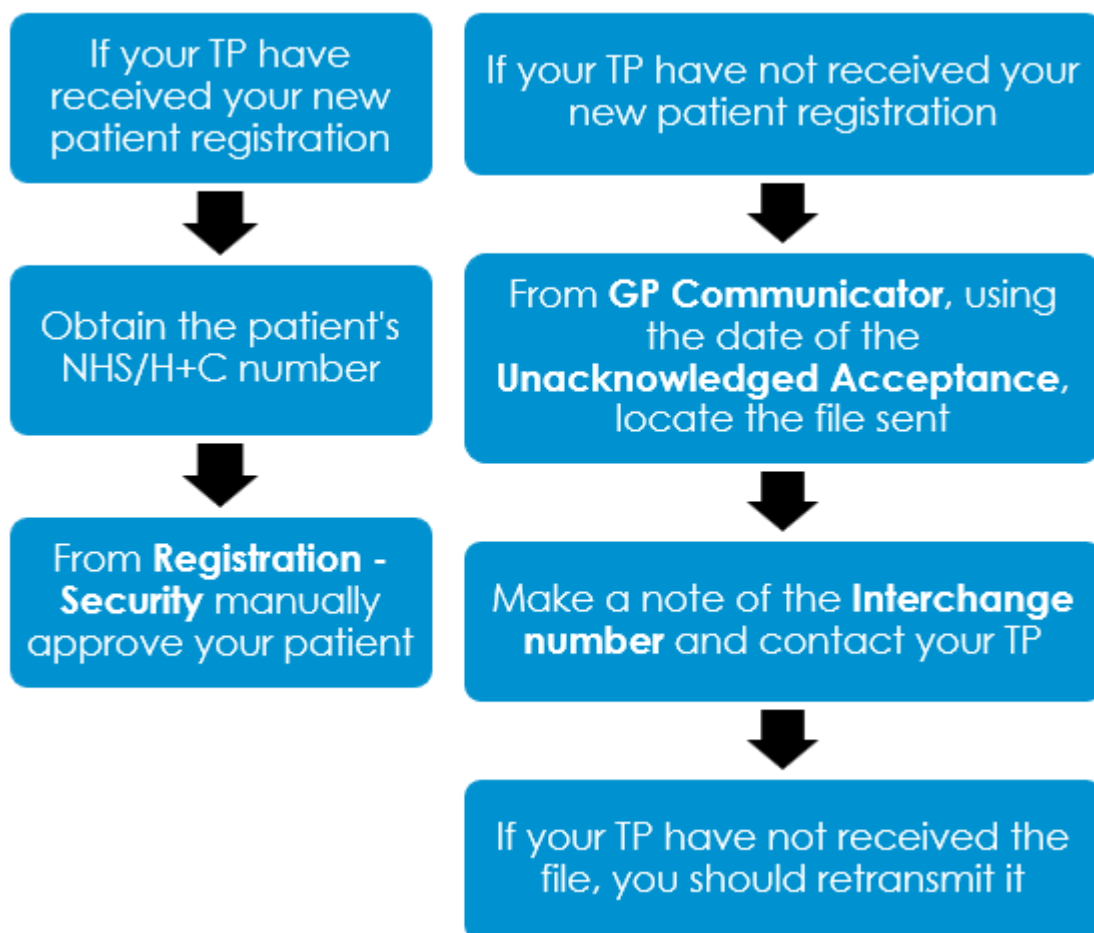 If your TP have
received your new
patient registration
Obtain the patient's
NHS/H+C number
From Registration -
Security manually
approve your patient
If your TP have not received your
new patient registration
From GP Communicator, using
the date of the
Unacknowledged Acceptance,
locate the file sent
Make a note of the Interchange
number and contact your TP
If your TP have not received the
file, you should retransmit it